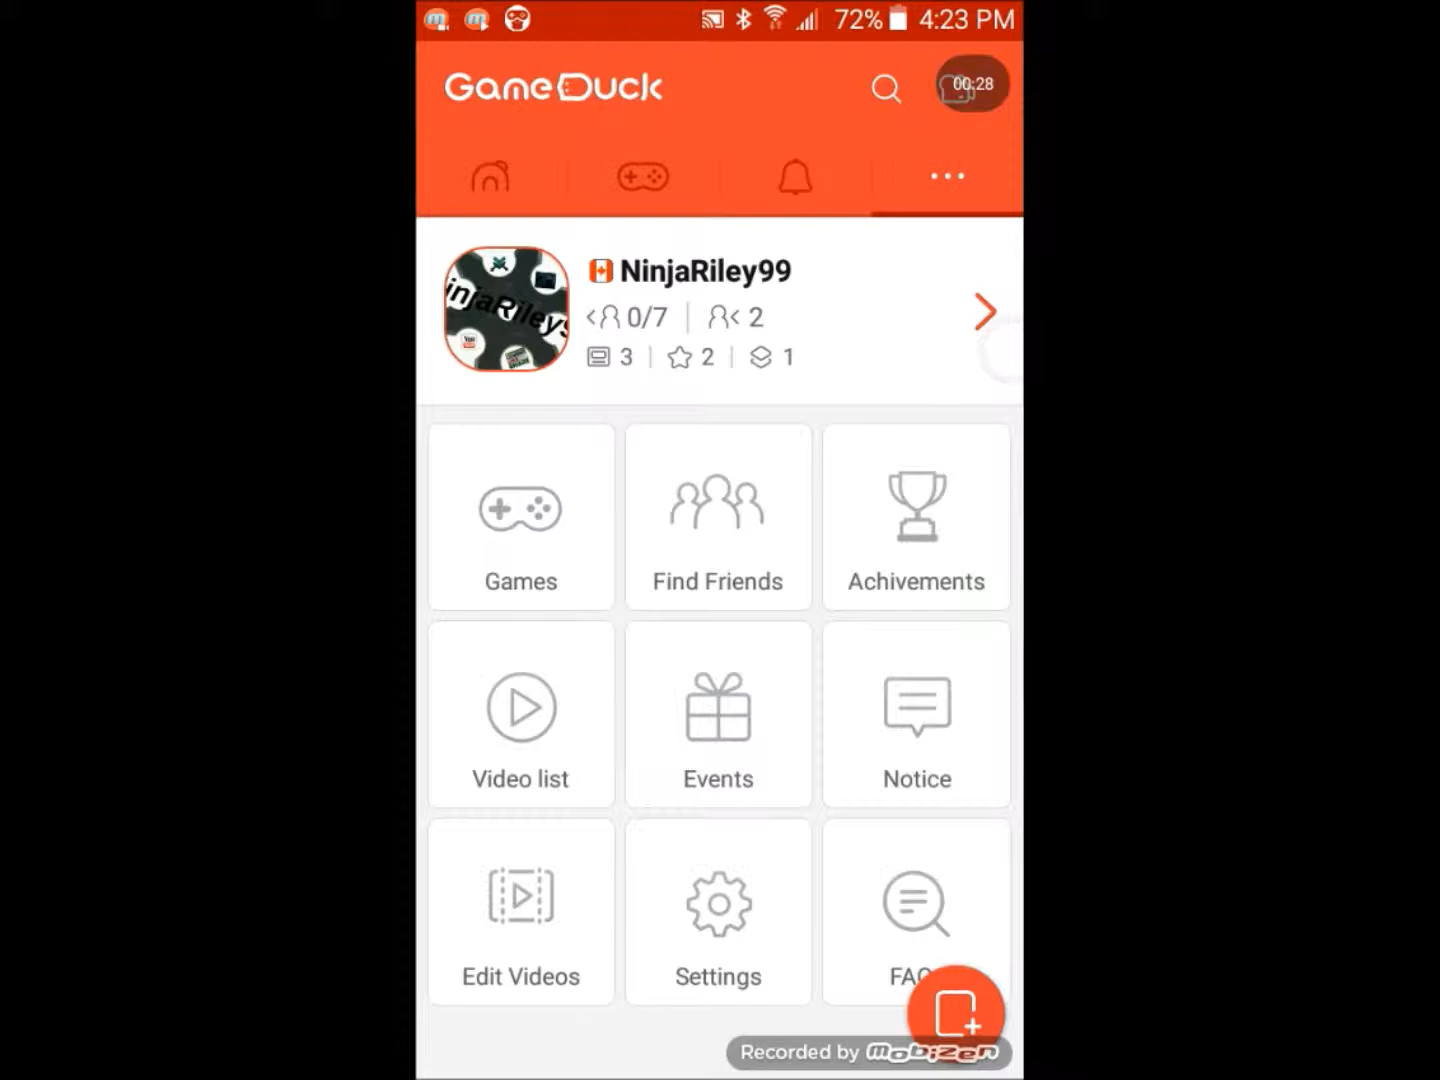 72% 4:23 PM
GameDuck
00:28
NinjaRiley99
0/7 2
3 2 1
Games Find Friends Achivements
Video list Events Notice
Edit Videos Settings FAQ
Recorded by mobizen